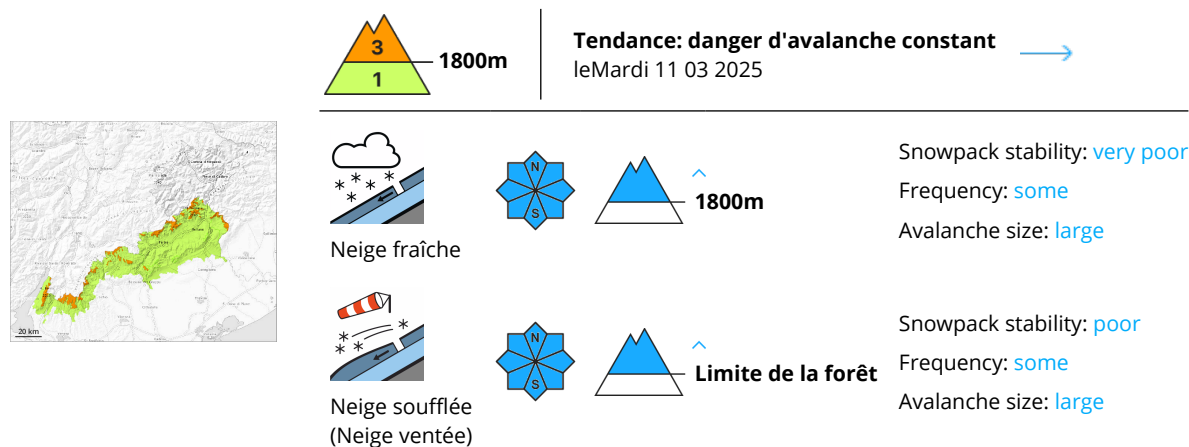 3
1
1800m
Tendance: danger d'avalanche constant
leMardi 11 03 2025
20 km
Neige fraîche
N
S
1800m
Snowpack stability: very poor
Frequency: some
Avalanche size: large
Neige soufflée
(Neige ventée)
N
S
Limite de la forêt
Snowpack stability: poor
Frequency: some
Avalanche size: large